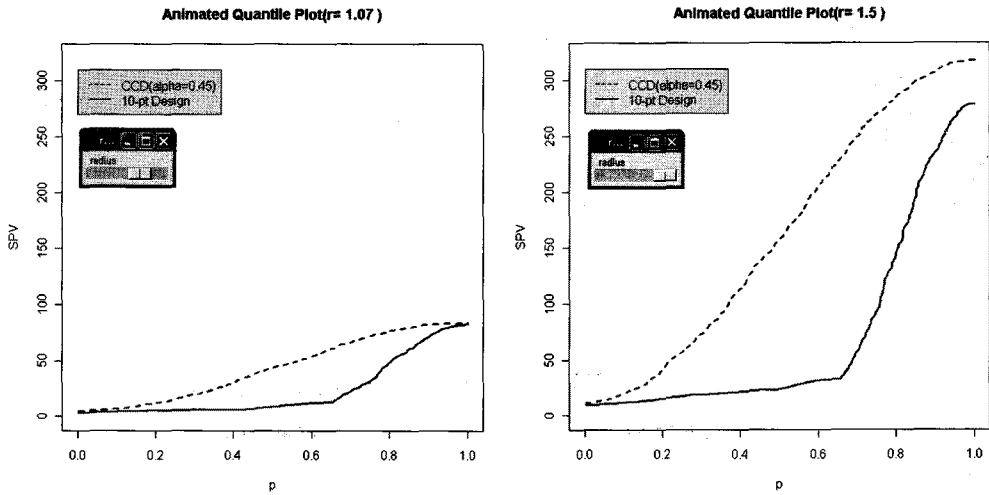 Animated Quantile Plot(r= 1.07 )
CCD(alpha=0.45)
10-pt Design
r...
radius
SPV
300
250
200
150
100
50
0
0.0 0.2 0.4 0.6 0.8 1.0
p
Animated Quantile Plot(r= 1.5 )
CCD(alpha=0.45)
10-pt Design
r...
radius
SPV
300
250
200
150
100
50
0
0.0 0.2 0.4 0.6 0.8 1.0
p